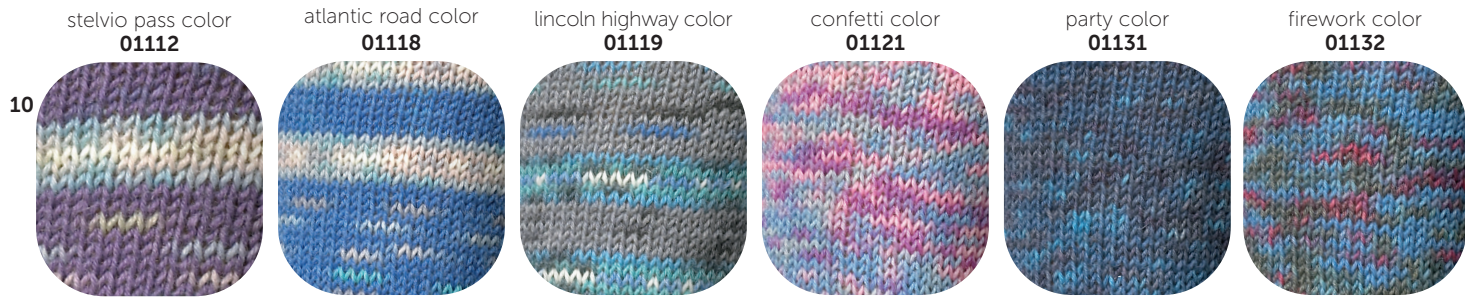 stelvio pass color
01112
atlantic road color
01118
lincoln highway color
01119
confetti color
01121
party color
01131
firework color
01132
10